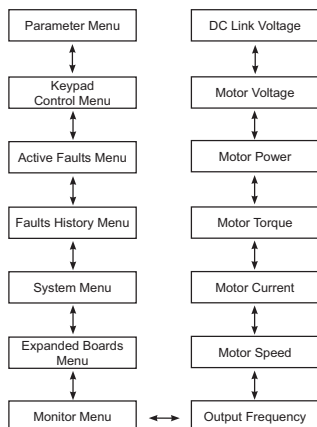 Parameter Menu
Keypad
Control Menu
Active Faults Menu
Faults History Menu
System Menu
Expanded Boards
Menu
Monitor Menu
DC Link Voltage
Motor Voltage
Motor Power
Motor Torque
Motor Current
Motor Speed
Output Frequency